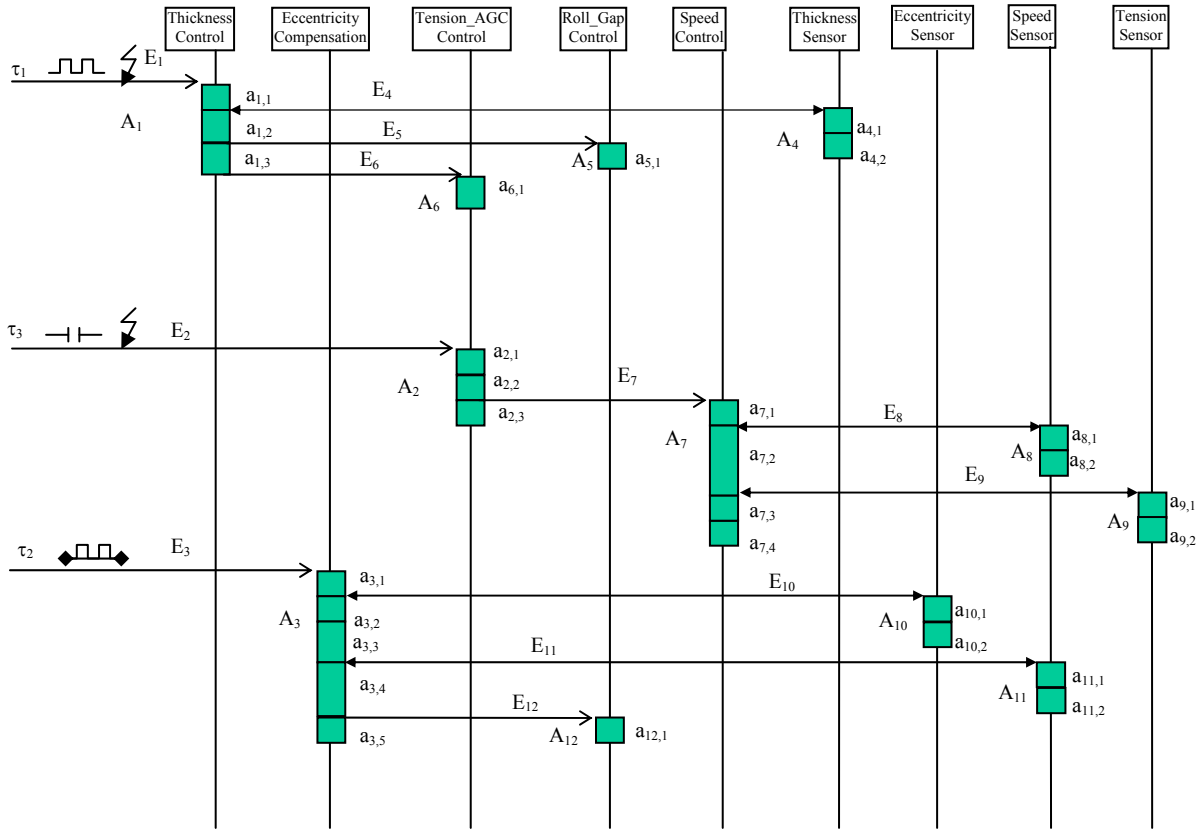 Thickness
Control
Eccentricity
Compensation
Tension_AGC
Control
Roll_Gap
Control
Speed
Control
Thickness
Sensor
Eccentricity
Sensor
Speed
Sensor
Tension
Sensor
τ1
E1
A1
a1,1
a1,2
a1,3
E4
A4
a4,1
a4,2
E5
A5
a5,1
E6
A6
a6,1
τ3
E2
A2
a2,1
a2,2
a2,3
E7
A7
a7,1
a7,2
a7,3
a7,4
E8
A8
a8,1
a8,2
E9
A9
a9,1
a9,2
τ2
E3
A3
a3,1
a3,2
a3,3
a3,4
a3,5
E10
A10
a10,1
a10,2
E11
A11
a11,1
a11,2
E12
A12
a12,1